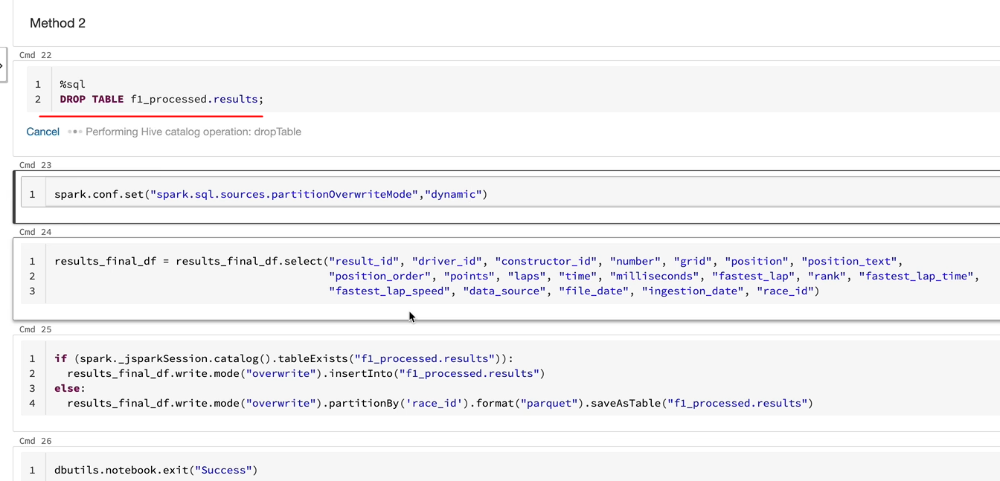 Method 2
Cmd 22
1 %sql
2 DROP TABLE f1_processed.results;
Cancel Performing Hive catalog operation: dropTable
Cmd 23
1 spark.conf.set("spark.sql.sources.partitionOverwriteMode","dynamic")
Cmd 24
1 results_final_df = results_final_df.select("result_id", "driver_id", "constructor_id", "number", "grid", "position", "position_text",
2 "position_order", "points", "laps", "time", "milliseconds", "fastest_lap", "rank", "fastest_lap_time",
3 "fastest_lap_speed", "data_source", "file_date", "ingestion_date", "race_id")
Cmd 25
1 if (spark._jsparkSession.catalog().tableExists("f1_processed.results")):
2 results_final_df.write.mode("overwrite").insertInto("f1_processed.results")
3 else:
4 results_final_df.write.mode("overwrite").partitionBy('race_id').format("parquet").saveAsTable("f1_processed.results")
Cmd 26
1 dbutils.notebook.exit("Success")